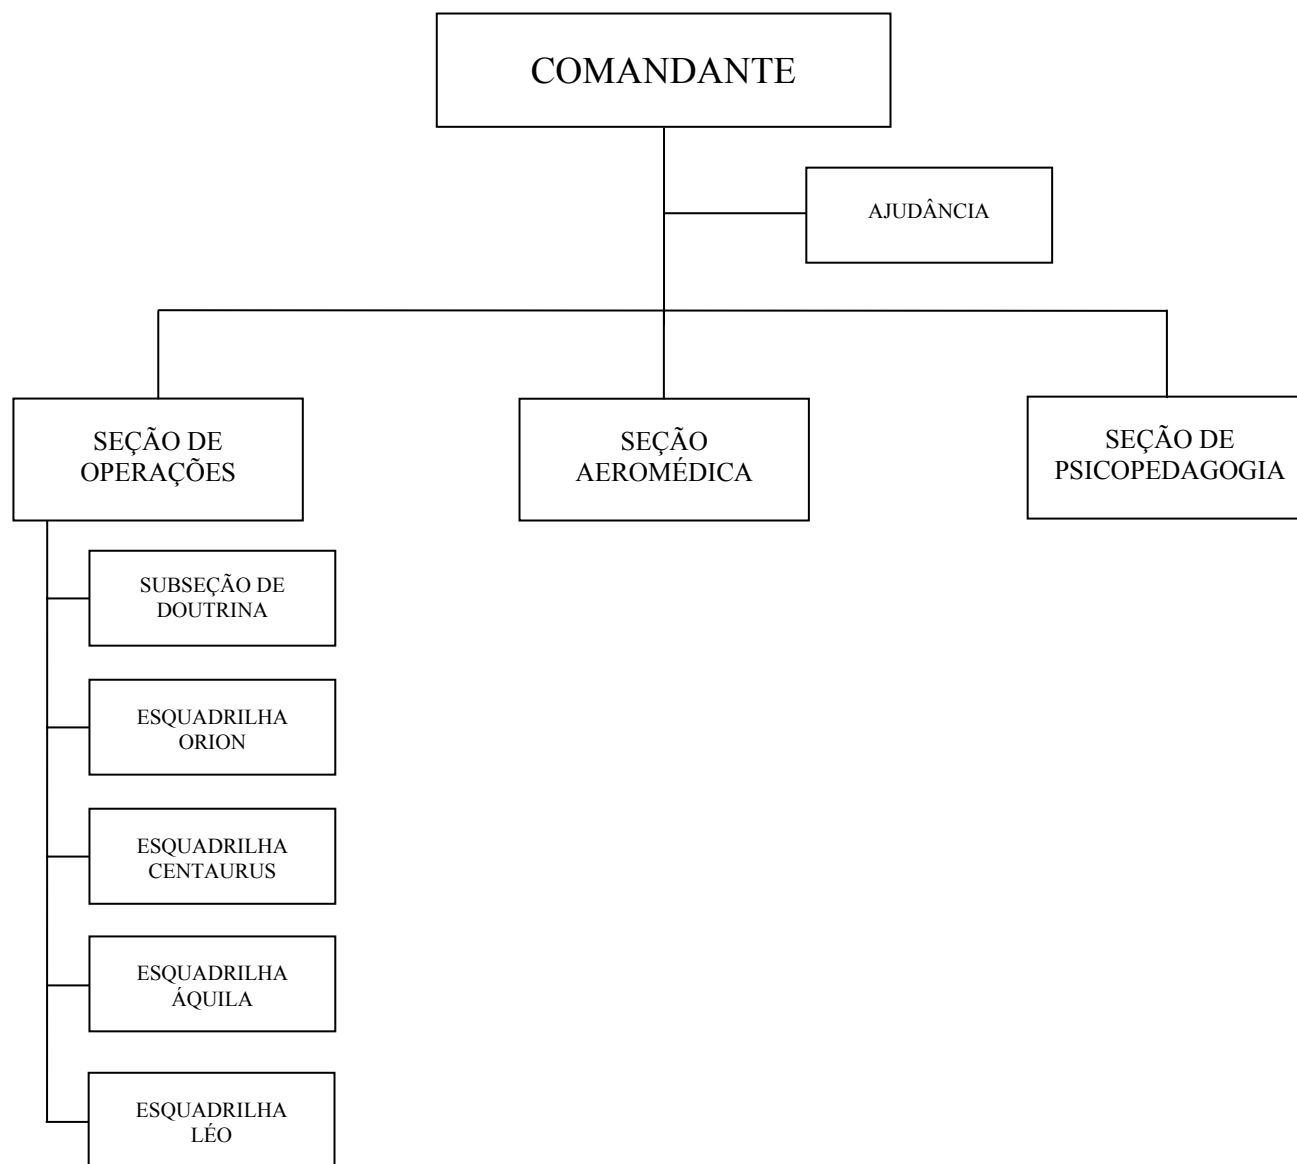 COMANDANTE
AJUDÂNCIA
SEÇÃO DE
OPERAÇÕES
SEÇÃO
AEROMÉDICA
SEÇÃO DE
PSICOPEDAGOGIA
SUBSEÇÃO DE
DOUTRINA
ESQUADRILHA
ORION
ESQUADRILHA
CENTAURUS
ESQUADRILHA
ÁQUILA
ESQUADRILHA
LÉO